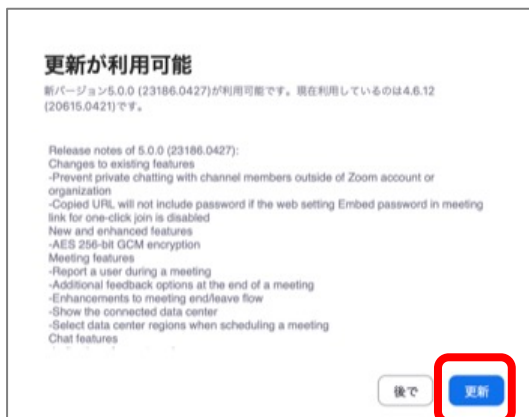 更新が利用可能
新バージョン5.0.0 (23186.0427)が利用可能です。現在利用しているのは4.6.12
(20615.0421)です。
Release notes of 5.0.0 (23186.0427):
Changes to existing features
-Prevent private chatting with channel members outside of Zoom account or
organization
-Copied URL will not include password if the web setting Embed password in meeting
link for one-click join is disabled
New and enhanced features
-AES 256-bit GCM encryption
Meeting features
-Report a user during a meeting
-Additional feedback options at the end of a meeting
-Enhancements to meeting end/leave flow
-Show the connected data center
-Select data center regions when scheduling a meeting
Chat features
後で
更新